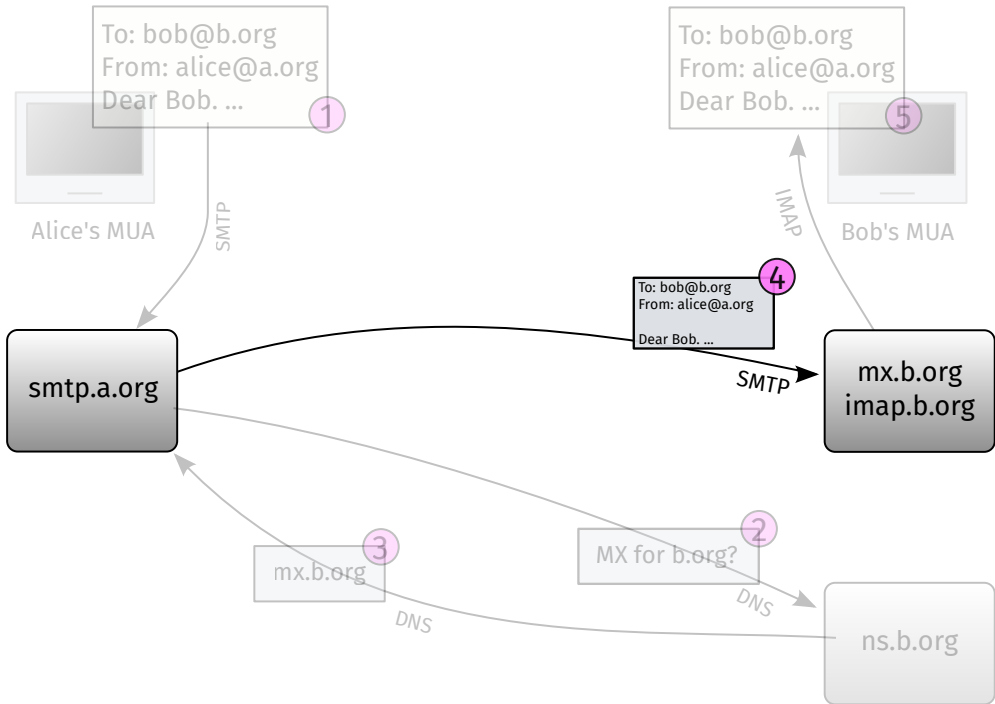 To: bob@b.org
From: alice@a.org
Dear Bob. ...
1
Alice's MUA
SMTP
To: bob@b.org
From: alice@a.org
Dear Bob. ...
5
Bob's MUA
IMAP
To: bob@b.org
From: alice@a.org
Dear Bob. ...
4
SMTP
smtp.a.org
mx.b.org
imap.b.org
MX for b.org?
2
DNS
mx.b.org
3
DNS
ns.b.org